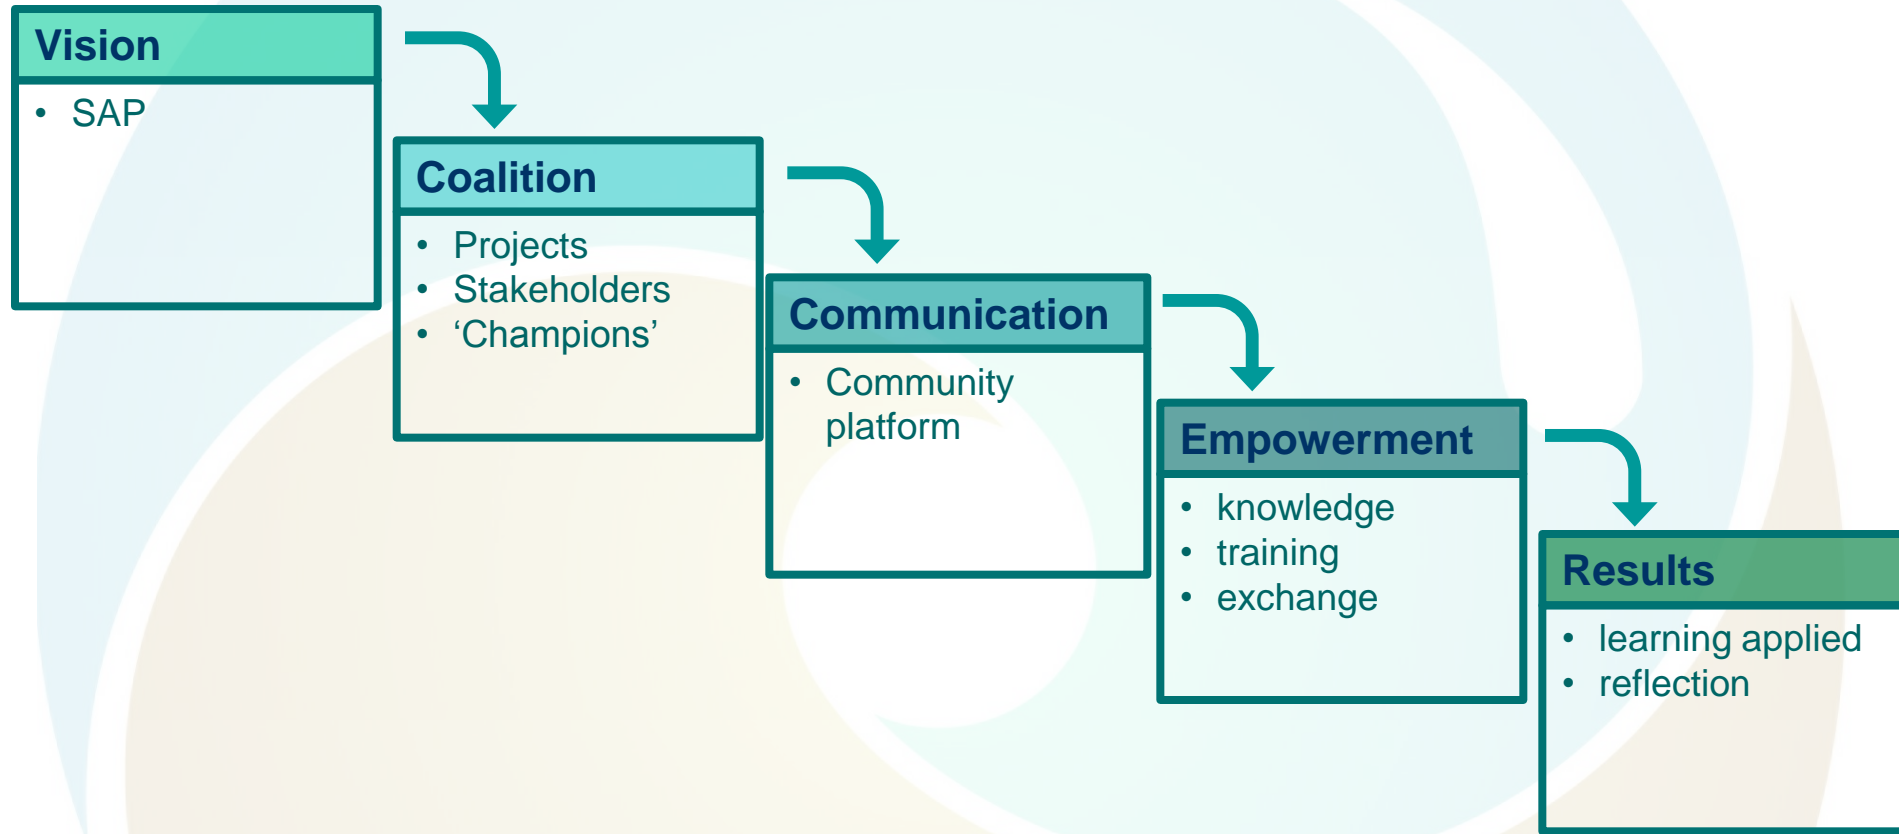 Vision
• SAP
Coalition
• Projects
• Stakeholders
• ‘Champions’
Communication
• Community
platform
Empowerment
• knowledge
• training
• exchange
Results
• learning applied
• reflection